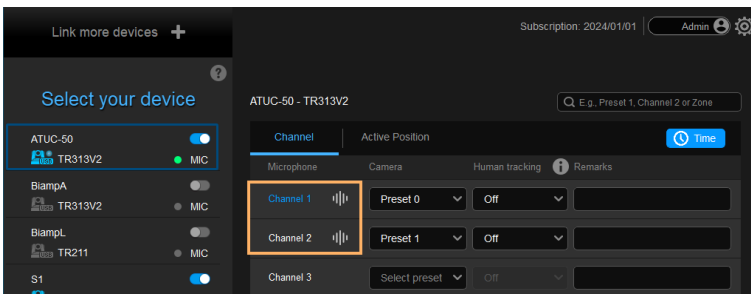 Link more devices +
Subscription: 2024/01/01
Admin
?
Select your device
ATUC-50
TR313V2
MIC
BiampA
TR313V2
MIC
BiampL
TR211
MIC
S1
ATUC-50 - TR313V2
E.g., Preset 1, Channel 2 or Zone
Channel Active Position Time
Microphone Camera Human tracking i Remarks
Channel 1 Preset 0 Off
Channel 2 Preset 1 Off
Channel 3 Select preset Off